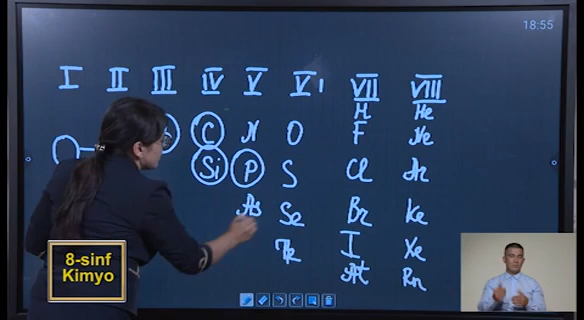 18:55
I II III IV V VI VII VIII
H He
C N O F Ne
Si P S Cl Ar
As Se Br Kr
Te I Xe
At Rn
8-sinf
Kimyo